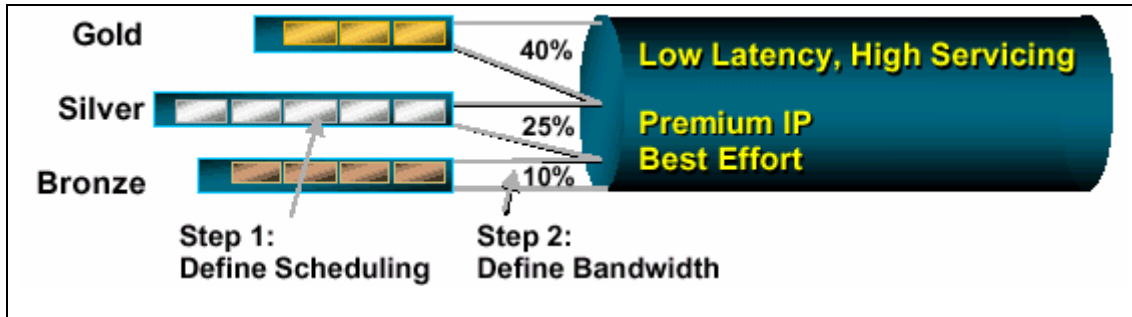 Gold
40%
Low Latency, High Servicing
Silver
25%
Premium IP
Best Effort
Bronze
10%
Step 1:
Define Scheduling
Step 2:
Define Bandwidth